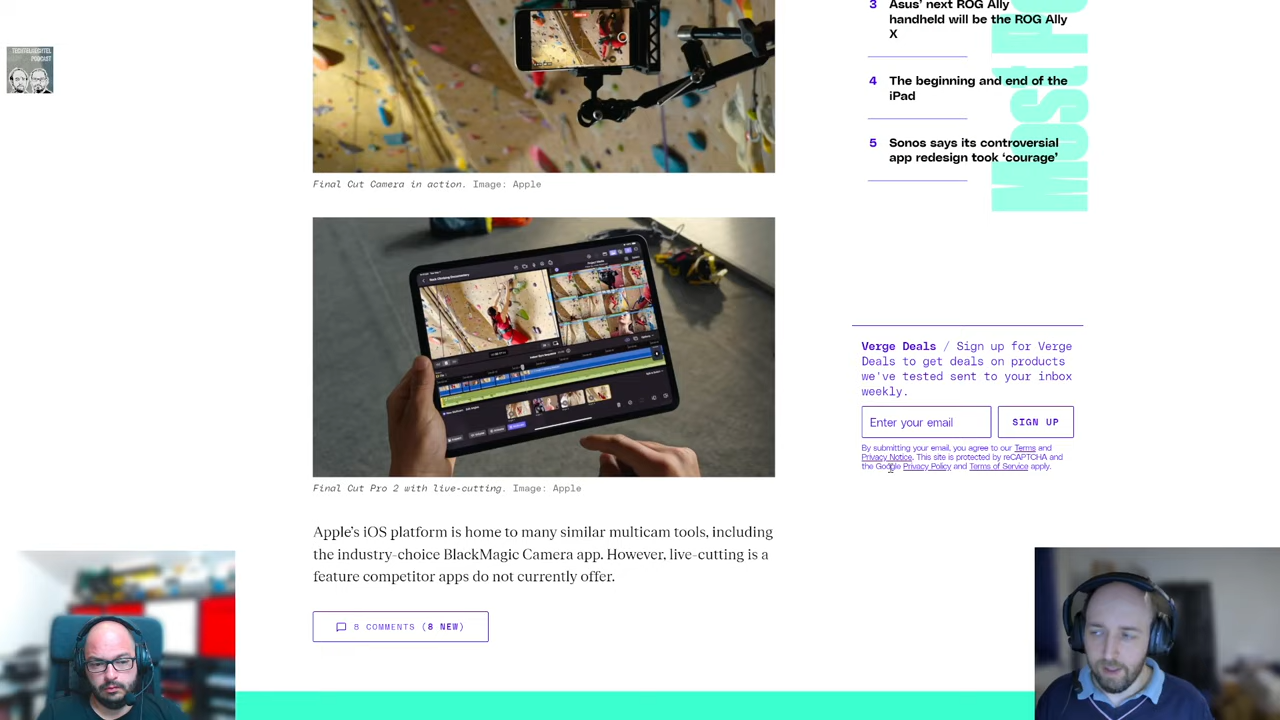 TECHTELMECHTEL
PODCAST
Final Cut Camera in action. Image: Apple
Final Cut Pro 2 with live-cutting. Image: Apple
Apple's iOS platform is home to many similar multicam tools, including
the industry-choice BlackMagic Camera app. However, live-cutting is a
feature competitor apps do not currently offer.
8 COMMENTS (8 NEW)
3 Asus' next ROG Ally
handheld will be the ROG Ally
X
4 The beginning and end of the
iPad
5 Sonos says its controversial
app redesign took 'courage'
Most Po
Verge Deals / Sign up for Verge
Deals to get deals on products
we've tested sent to your inbox
weekly.
Enter your email
SIGN UP
By submitting your email, you agree to our Terms and
Privacy Notice. This site is protected by reCAPTCHA and
the Google Privacy Policy and Terms of Service apply.